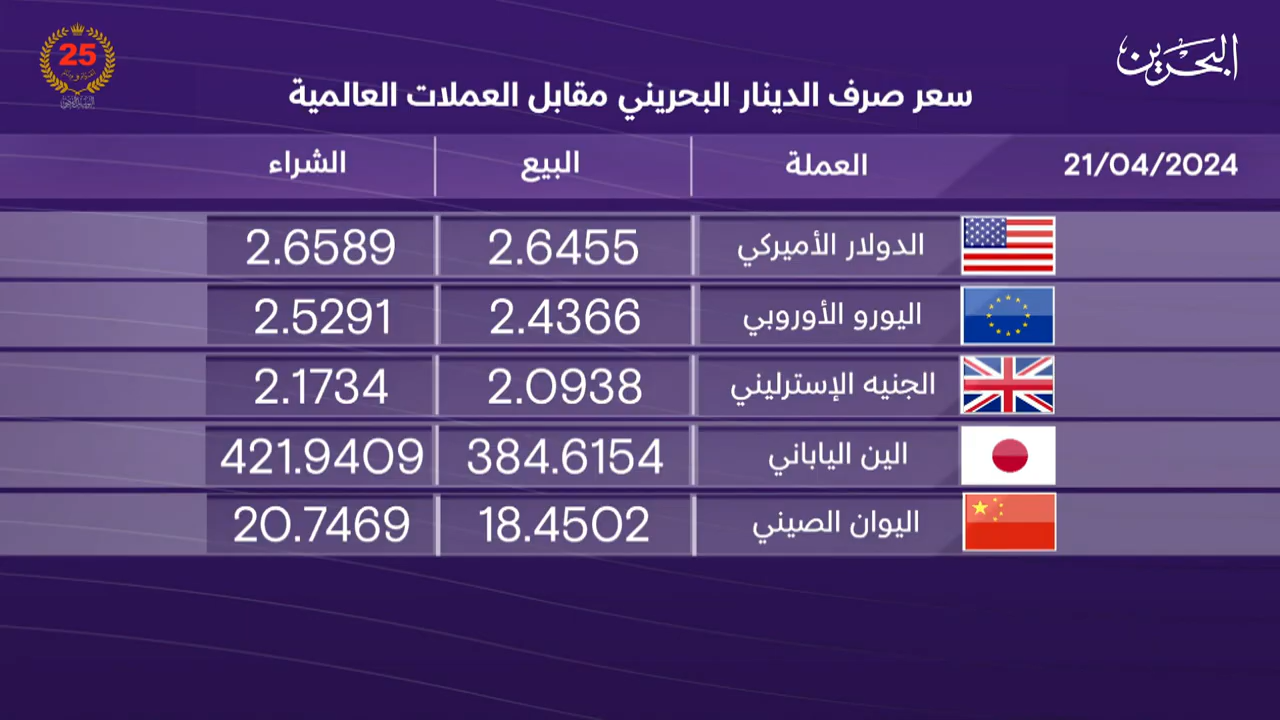 البحرين
25
سعر صرف الدينار البحريني مقابل العملات العالمية
21/04/2024 العملة البيع الشراء
الدولار الأميركي 2.6455 2.6589
اليورو الأوروبي 2.4366 2.5291
الجنيه الإسترليني 2.0938 2.1734
الين الياباني 384.6154 421.9409
اليوان الصيني 18.4502 20.7469